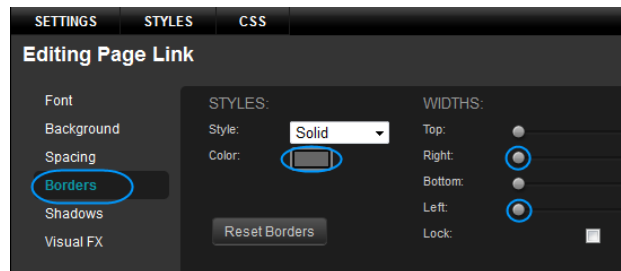 SETTINGS STYLES CSS
Editing Page Link
Font
Background
Spacing
Borders
Shadows
Visual FX
STYLES:
Style: Solid
Color:
Reset Borders
WIDTHS:
Top:
Right:
Bottom:
Left:
Lock: